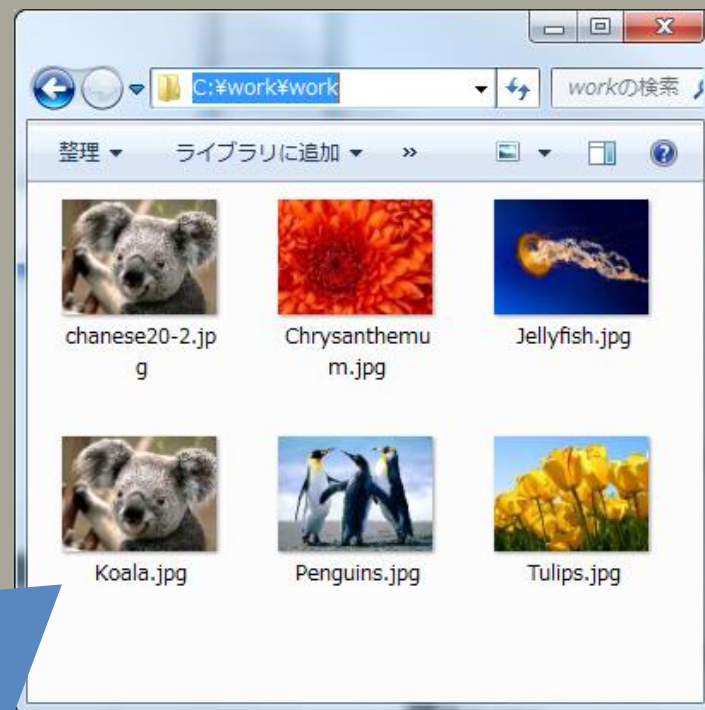 C:¥work¥work
workの検索
整理
ライブラリに追加
»
chanese20-2.jp
g
Chrysanthemu
m.jpg
Jellyfish.jpg
Koala.jpg
Penguins.jpg
Tulips.jpg